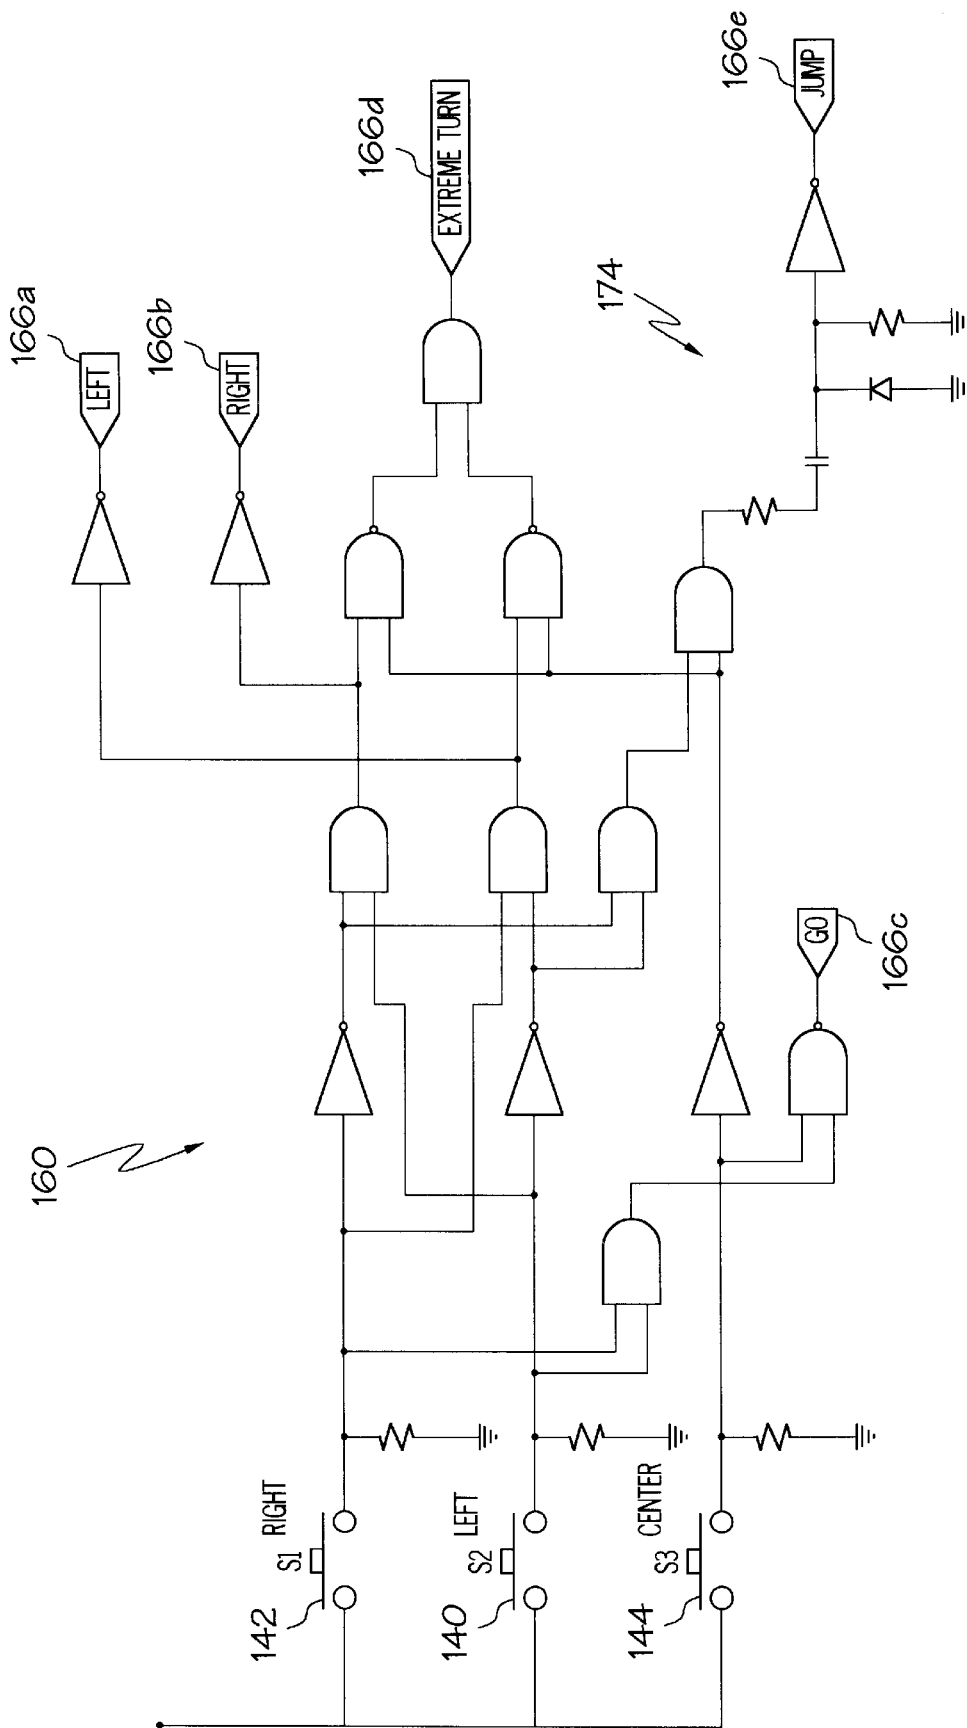 160
142
S1
RIGHT
140
S2
LEFT
144
S3
CENTER
LEFT
166a
RIGHT
166b
EXTREME TURN
166d
GO
166c
174
JUMP
166e